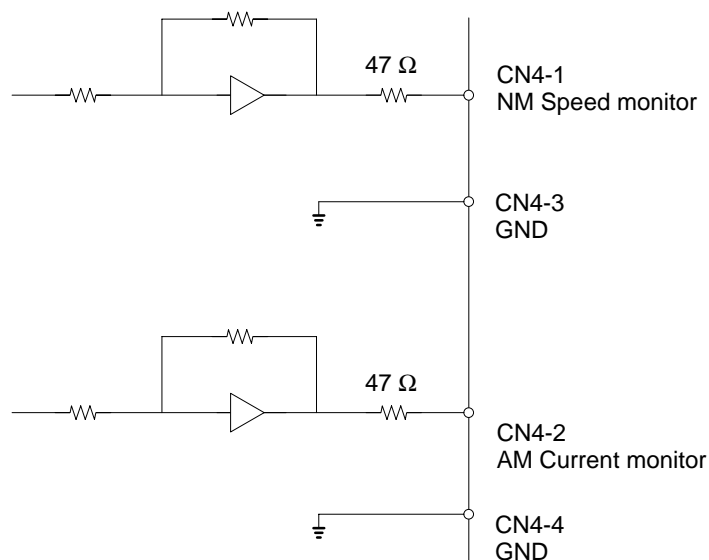 47 Ω
CN4-1
NM Speed monitor
CN4-3
GND
47 Ω
CN4-2
AM Current monitor
CN4-4
GND